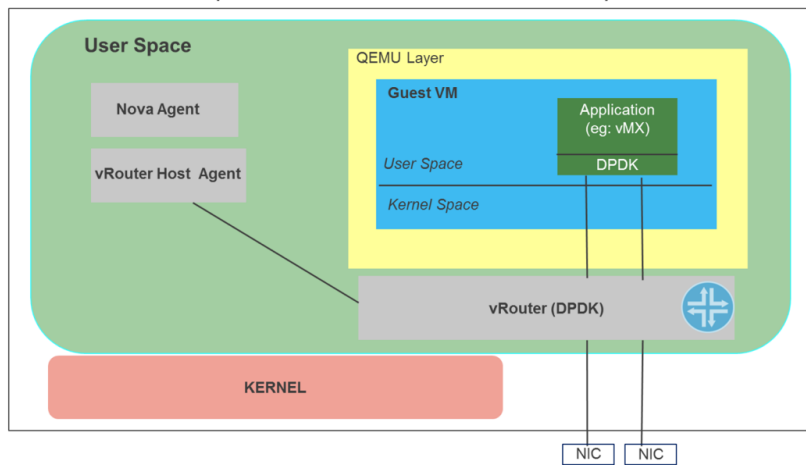 User Space
QEMU Layer
Nova Agent
vRouter Host Agent
Guest VM
Application
(eg: vMX)
User Space
DPDK
Kernel Space
vRouter (DPDK)
KERNEL
NIC
NIC